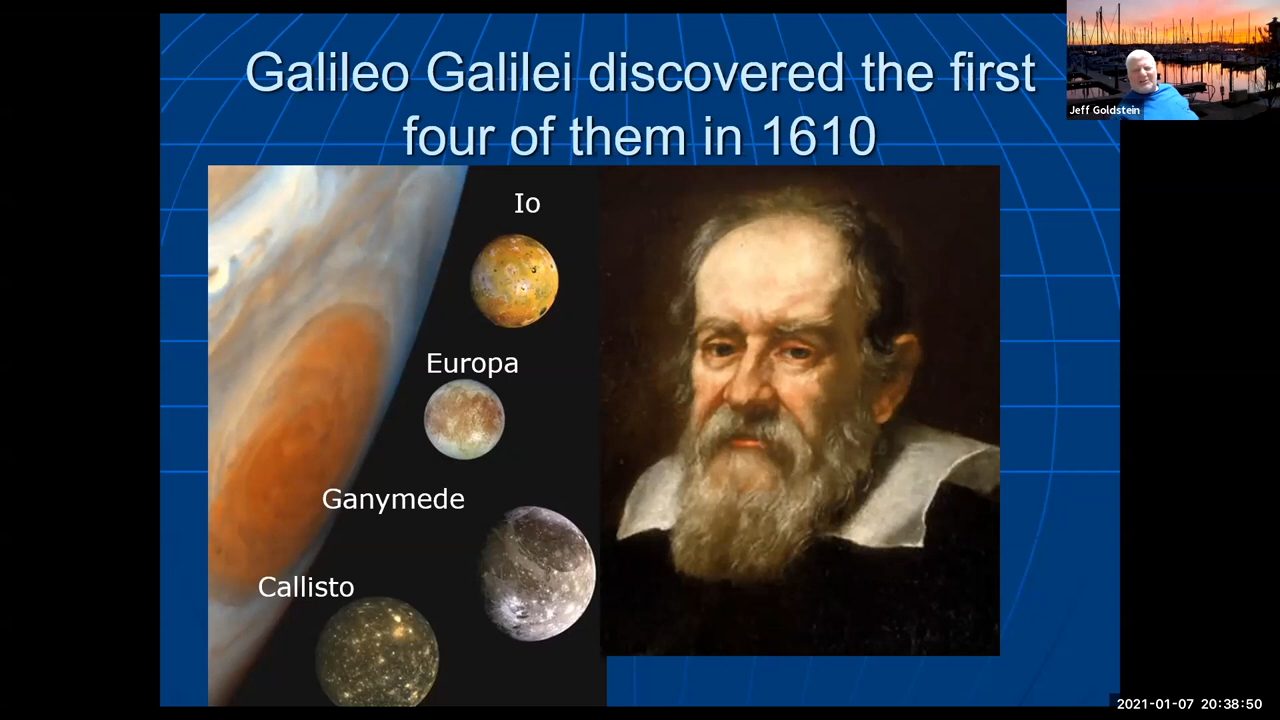 Galileo Galilei discovered the first
four of them in 1610
Jeff Goldstein
Io
Europa
Ganymede
Callisto
2021-01-07 20:38:50